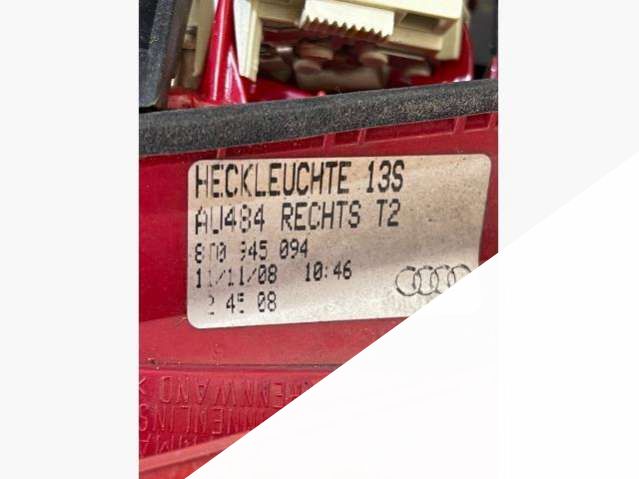 HECKLEUCHTE 13S
AU484 RECHTS T2
8T0 945 094
11/11/08 10:46
2 45 08